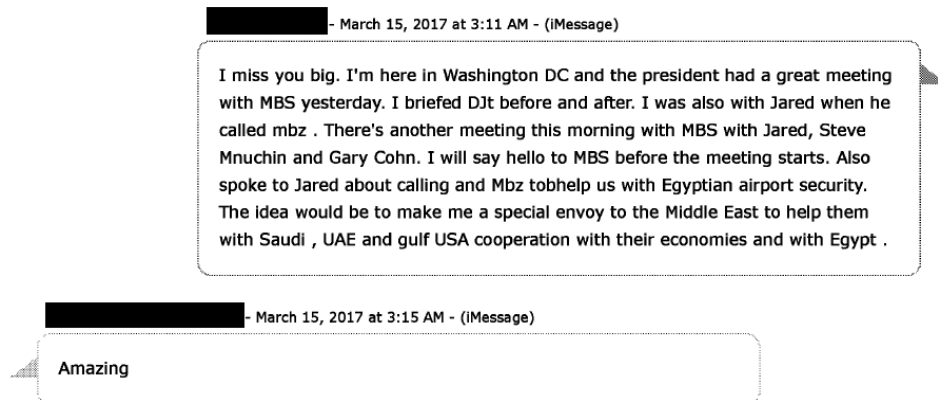 - March 15, 2017 at 3:11 AM - (iMessage)
I miss you big. I'm here in Washington DC and the president had a great meeting
with MBS yesterday. I briefed DJt before and after. I was also with Jared when he
called mbz . There's another meeting this morning with MBS with Jared, Steve
Mnuchin and Gary Cohn. I will say hello to MBS before the meeting starts. Also
spoke to Jared about calling and Mbz tobhelp us with Egyptian airport security.
The idea would be to make me a special envoy to the Middle East to help them
with Saudi , UAE and gulf USA cooperation with their economies and with Egypt .
- March 15, 2017 at 3:15 AM - (iMessage)
Amazing